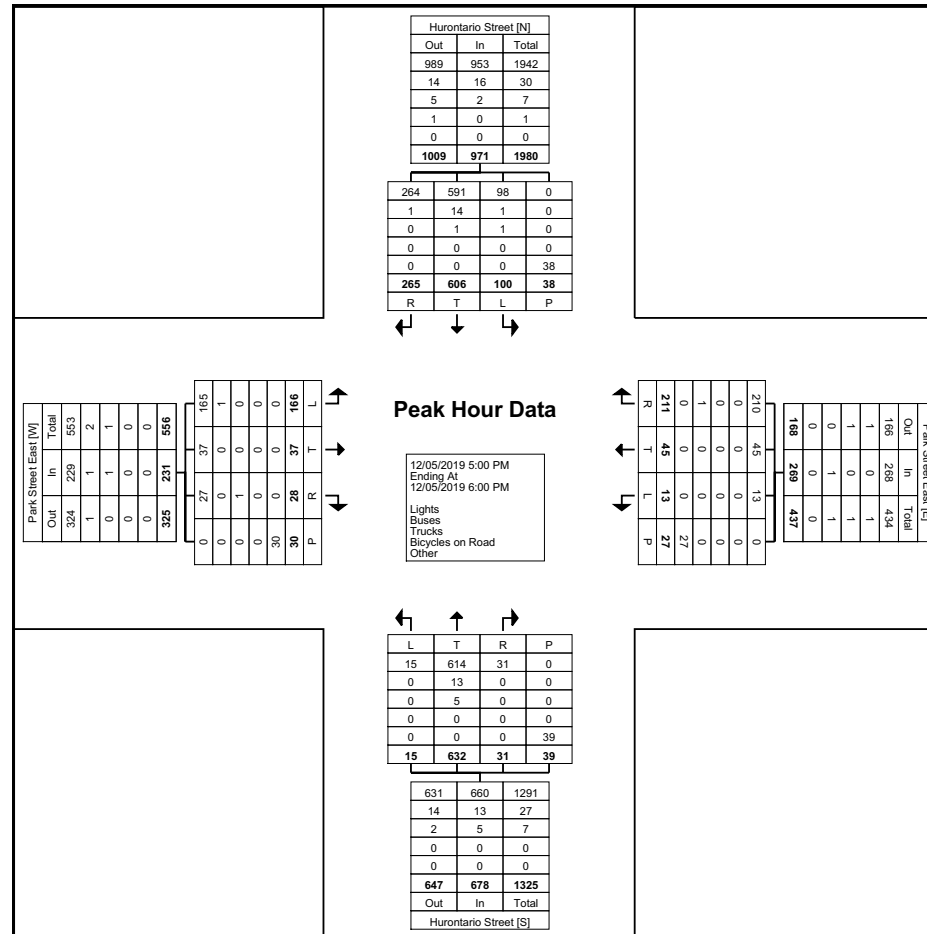 Hurontario Street [N]
Out In Total
989 953 1942
14 16 30
5 2 7
1 0 1
0 0 0
1009 971 1980
264 591 98 0
1 14 1 0
0 1 1 0
0 0 0 0
0 0 0 38
265 606 100 38
R T L P
Park Street East [W]
Out In Total
324 229 553
1 1 2
0 1 1
0 0 0
0 0 0
325 231 556
0 27 37 165
0 0 0 1
0 1 0 0
0 0 0 0
30 0 0 0
30 28 37 166
P R T L
Peak Hour Data
12/05/2019 5:00 PM
Ending At
12/05/2019 6:00 PM
Lights
Buses
Trucks
Bicycles on Road
Other
Park Street East [E]
Out In Total
166 268 434
1 0 1
1 0 1
0 1 1
0 0 0
168 269 437
210 45 13 0
0 0 0 0
0 0 0 0
1 0 0 0
0 0 0 27
211 45 13 27
R T L P
L T R P
15 614 31 0
0 13 0 0
0 5 0 0
0 0 0 0
0 0 0 39
15 632 31 39
631 660 1291
14 13 27
2 5 7
0 0 0
0 0 0
647 678 1325
Out In Total
Hurontario Street [S]